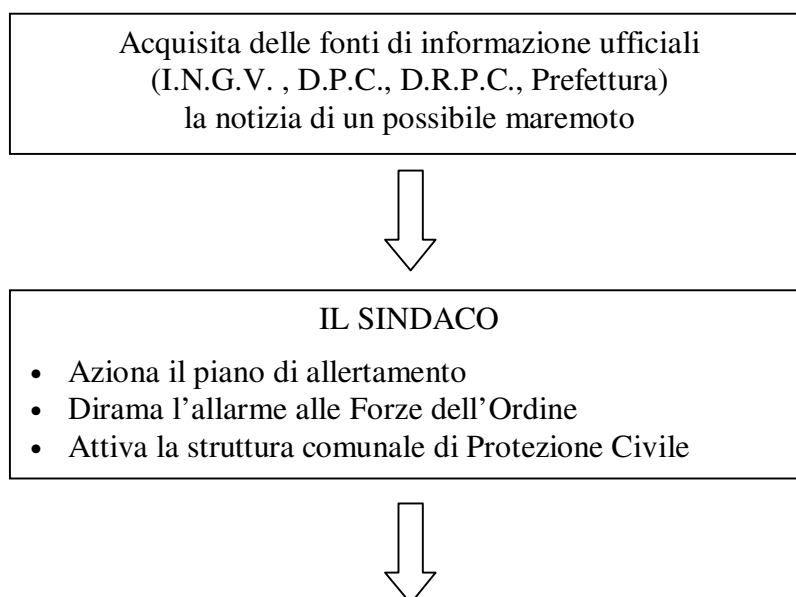 Acquisita delle fonti di informazione ufficiali
(I.N.G.V. , D.P.C., D.R.P.C., Prefettura)
la notizia di un possibile maremoto
IL SINDACO
• Aziona il piano di allertamento
• Dirama l'allarme alle Forze dell'Ordine
• Attiva la struttura comunale di Protezione Civile